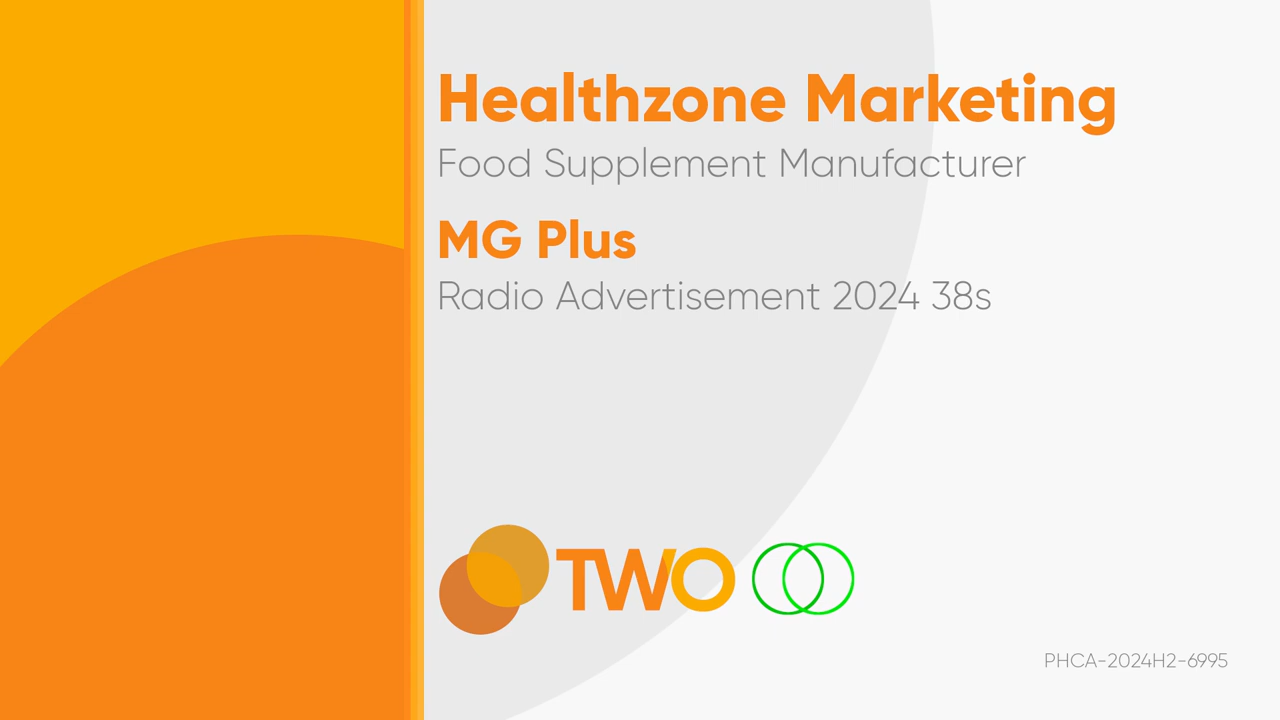 Healthzone Marketing
Food Supplement Manufacturer
MG Plus
Radio Advertisement 2024 38s
TWO
PHCA-2024H2-6995